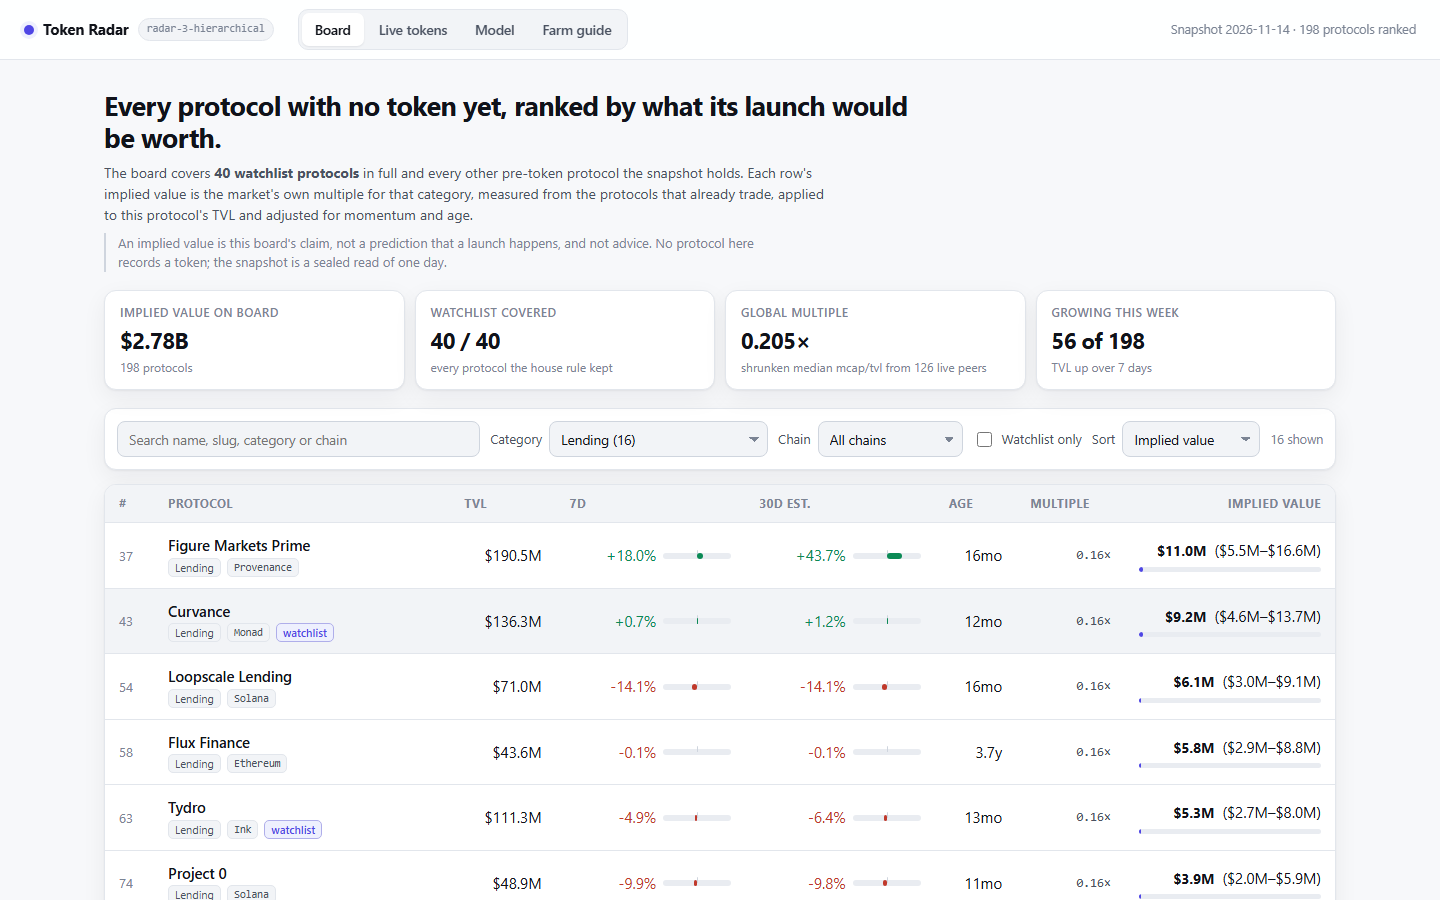 Token Radar radar-3-hierarchical Board Live tokens Model Farm guide Snapshot 2026-11-14 · 198 protocols ranked
Every protocol with no token yet, ranked by what its launch would
be worth.
The board covers 40 watchlist protocols in full and every other pre-token protocol the snapshot holds. Each row's
implied value is the market's own multiple for that category, measured from the protocols that already trade, applied
to this protocol's TVL and adjusted for momentum and age.
An implied value is this board's claim, not a prediction that a launch happens, and not advice. No protocol here
records a token; the snapshot is a sealed read of one day.
IMPLIED VALUE ON BOARD
$2.78B
198 protocols
WATCHLIST COVERED
40 / 40
every protocol the house rule kept
GLOBAL MULTIPLE
0.205×
shrunken median mcap/tvl from 126 live peers
GROWING THIS WEEK
56 of 198
TVL up over 7 days
Search name, slug, category or chain Category Lending (16) Chain All chains Watchlist only Sort Implied value 16 shown
# PROTOCOL TVL 7D 30D EST. AGE MULTIPLE IMPLIED VALUE
37 Figure Markets Prime $190.5M +18.0% +43.7% 16mo 0.16x $11.0M ($5.5M–$16.6M)
Lending Provenance
43 Curvance $136.3M +0.7% +1.2% 12mo 0.16x $9.2M ($4.6M–$13.7M)
Lending Monad watchlist
54 Loopscale Lending $71.0M -14.1% -14.1% 16mo 0.16x $6.1M ($3.0M–$9.1M)
Lending Solana
58 Flux Finance $43.6M -0.1% -0.1% 3.7y 0.16x $5.8M ($2.9M–$8.8M)
Lending Ethereum
63 Tydro $111.3M -4.9% -6.4% 13mo 0.16x $5.3M ($2.7M–$8.0M)
Lending Ink watchlist
74 Project 0 $48.9M -9.9% -9.8% 11mo 0.16x $3.9M ($2.0M–$5.9M)
Lending Solana